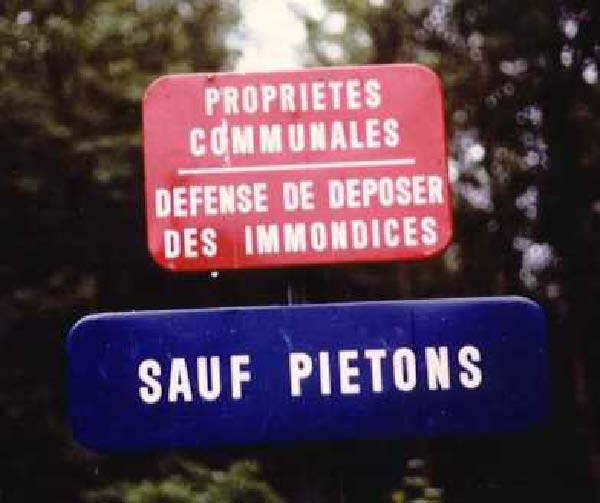 PROPRIETES
COMMUNALES
DEFENSE DE DEPOSER
DES IMMONDICES
SAUF PIETONS